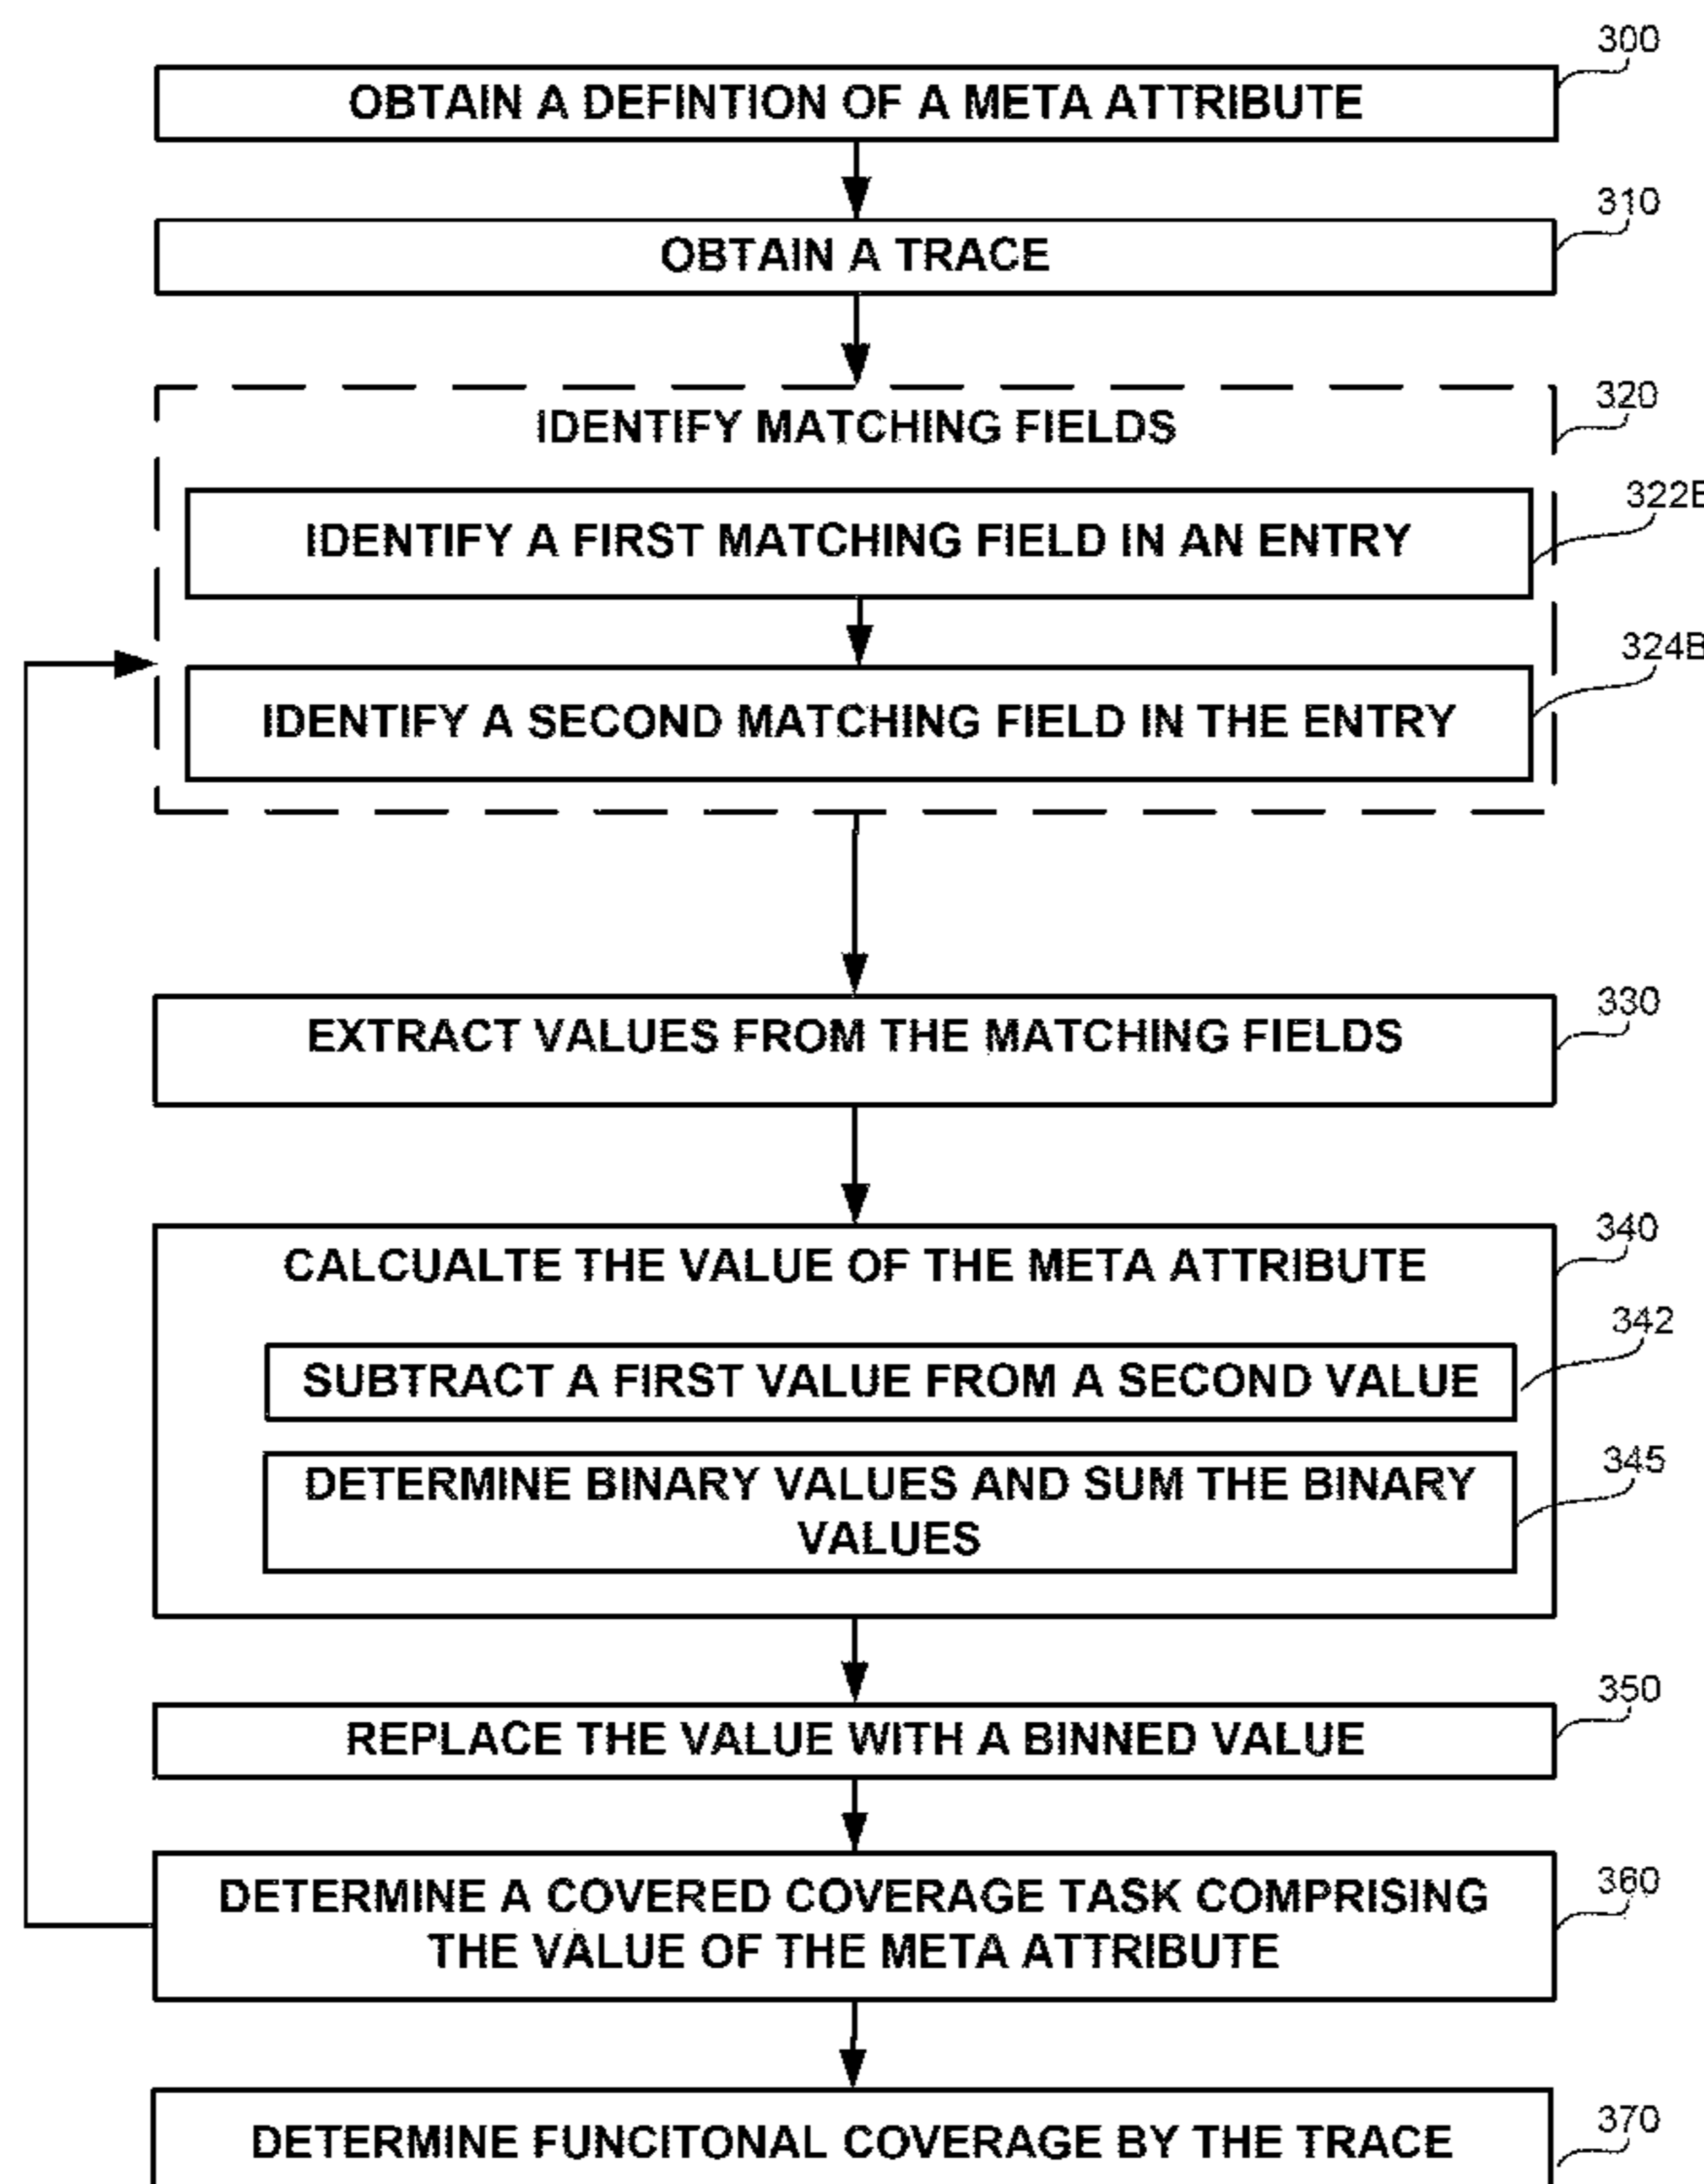 300
OBTAIN A DEFINTION OF A META ATTRIBUTE
310
OBTAIN A TRACE
320
IDENTIFY MATCHING FIELDS
322B
IDENTIFY A FIRST MATCHING FIELD IN AN ENTRY
324B
IDENTIFY A SECOND MATCHING FIELD IN THE ENTRY
330
EXTRACT VALUES FROM THE MATCHING FIELDS
340
CALCUALTE THE VALUE OF THE META ATTRIBUTE
342
SUBTRACT A FIRST VALUE FROM A SECOND VALUE
345
DETERMINE BINARY VALUES AND SUM THE BINARY
VALUES
350
REPLACE THE VALUE WITH A BINNED VALUE
360
DETERMINE A COVERED COVERAGE TASK COMPRISING
THE VALUE OF THE META ATTRIBUTE
370
DETERMINE FUNCITONAL COVERAGE BY THE TRACE